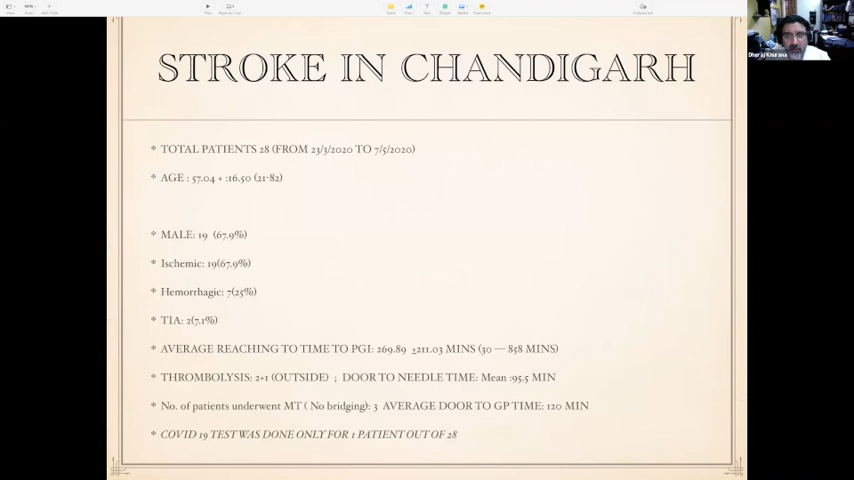 Dheraj Khurana
STROKE IN CHANDIGARH
❖ TOTAL PATIENTS 28 (FROM 23/3/2020 TO 7/5/2020)
❖ AGE : 57.04 + :16.50 (21-82)
❖ MALE: 19 (67.9%)
❖ Ischemic: 19(67.9%)
❖ Hemorrhagic: 7(25%)
❖ TIA: 2(7.1%)
❖ AVERAGE REACHING TO TIME TO PGI: 269.89 +211.03 MINS (30 — 858 MINS)
❖ THROMBOLYSIS: 2+1 (OUTSIDE) ; DOOR TO NEEDLE TIME: Mean :95.5 MIN
❖ No. of patients underwent MT ( No bridging): 3 AVERAGE DOOR TO GP TIME: 120 MIN
❖ COVID 19 TEST WAS DONE ONLY FOR 1 PATIENT OUT OF 28